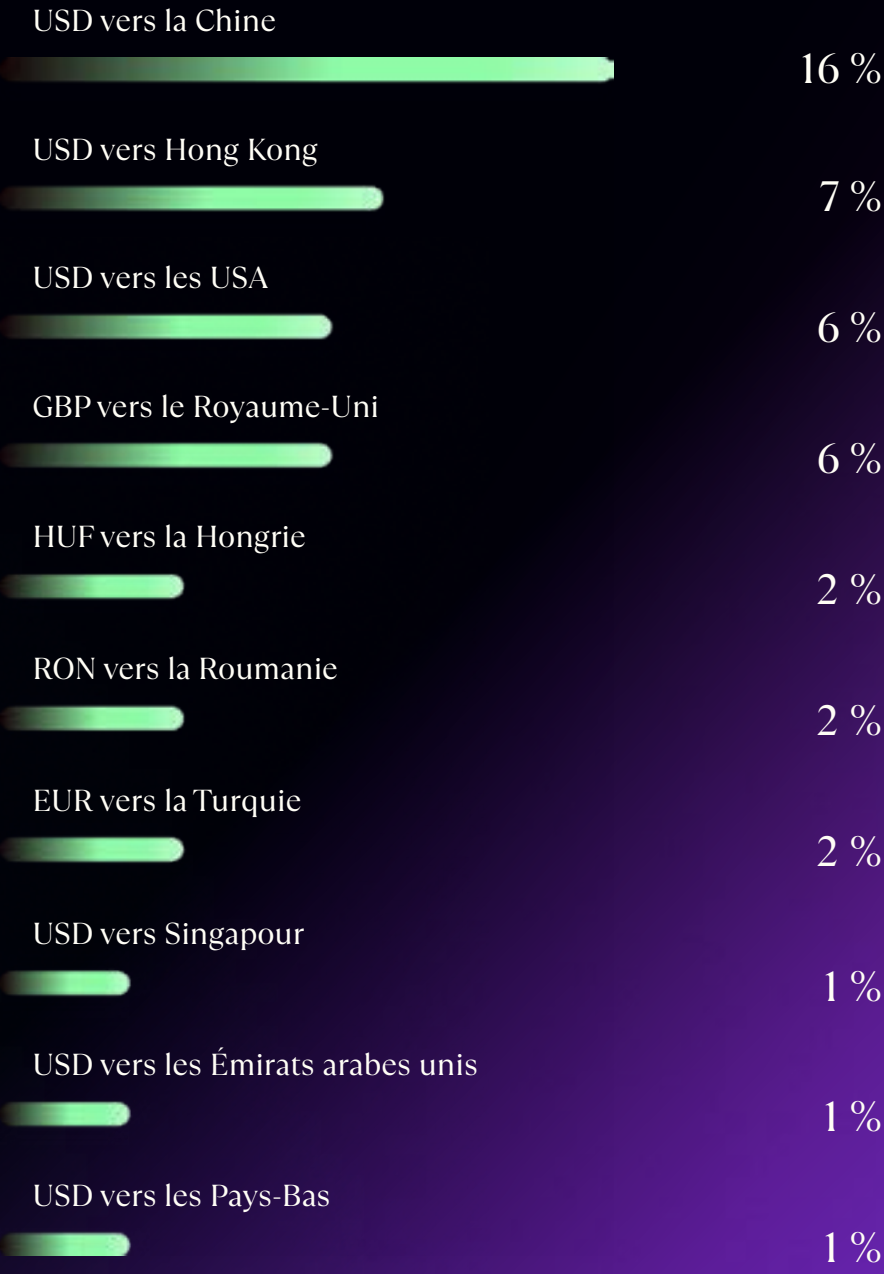 USD vers la Chine
16 %
USD vers Hong Kong
7 %
USD vers les USA
6 %
GBP vers le Royaume-Uni
6 %
HUF vers la Hongrie
2 %
RON vers la Roumanie
2 %
EUR vers la Turquie
2 %
USD vers Singapour
1 %
USD vers les Émirats arabes unis
1 %
USD vers les Pays-Bas
1 %